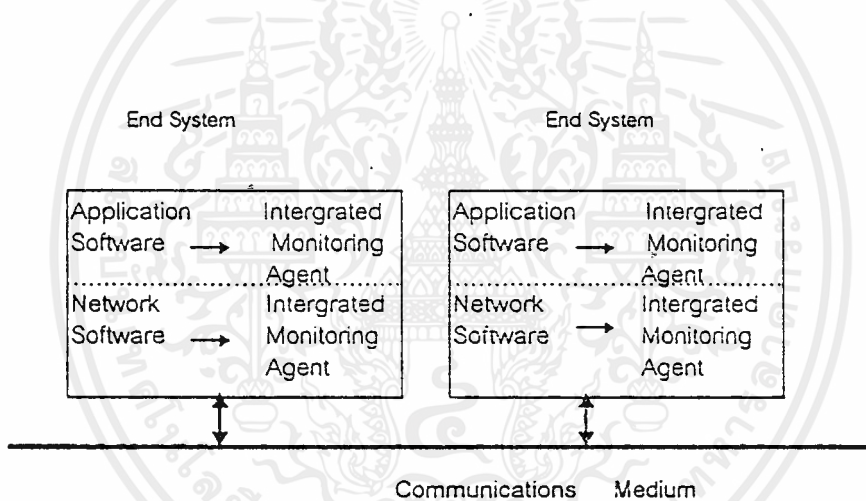 End System
End System
Application Intergrated
Software → Monitoring
Agent
Network Intergrated
Software → Monitoring
Agent
Application Intergrated
Software → Monitoring
Agent
Network Intergrated
Software → Monitoring
Agent
Communications Medium